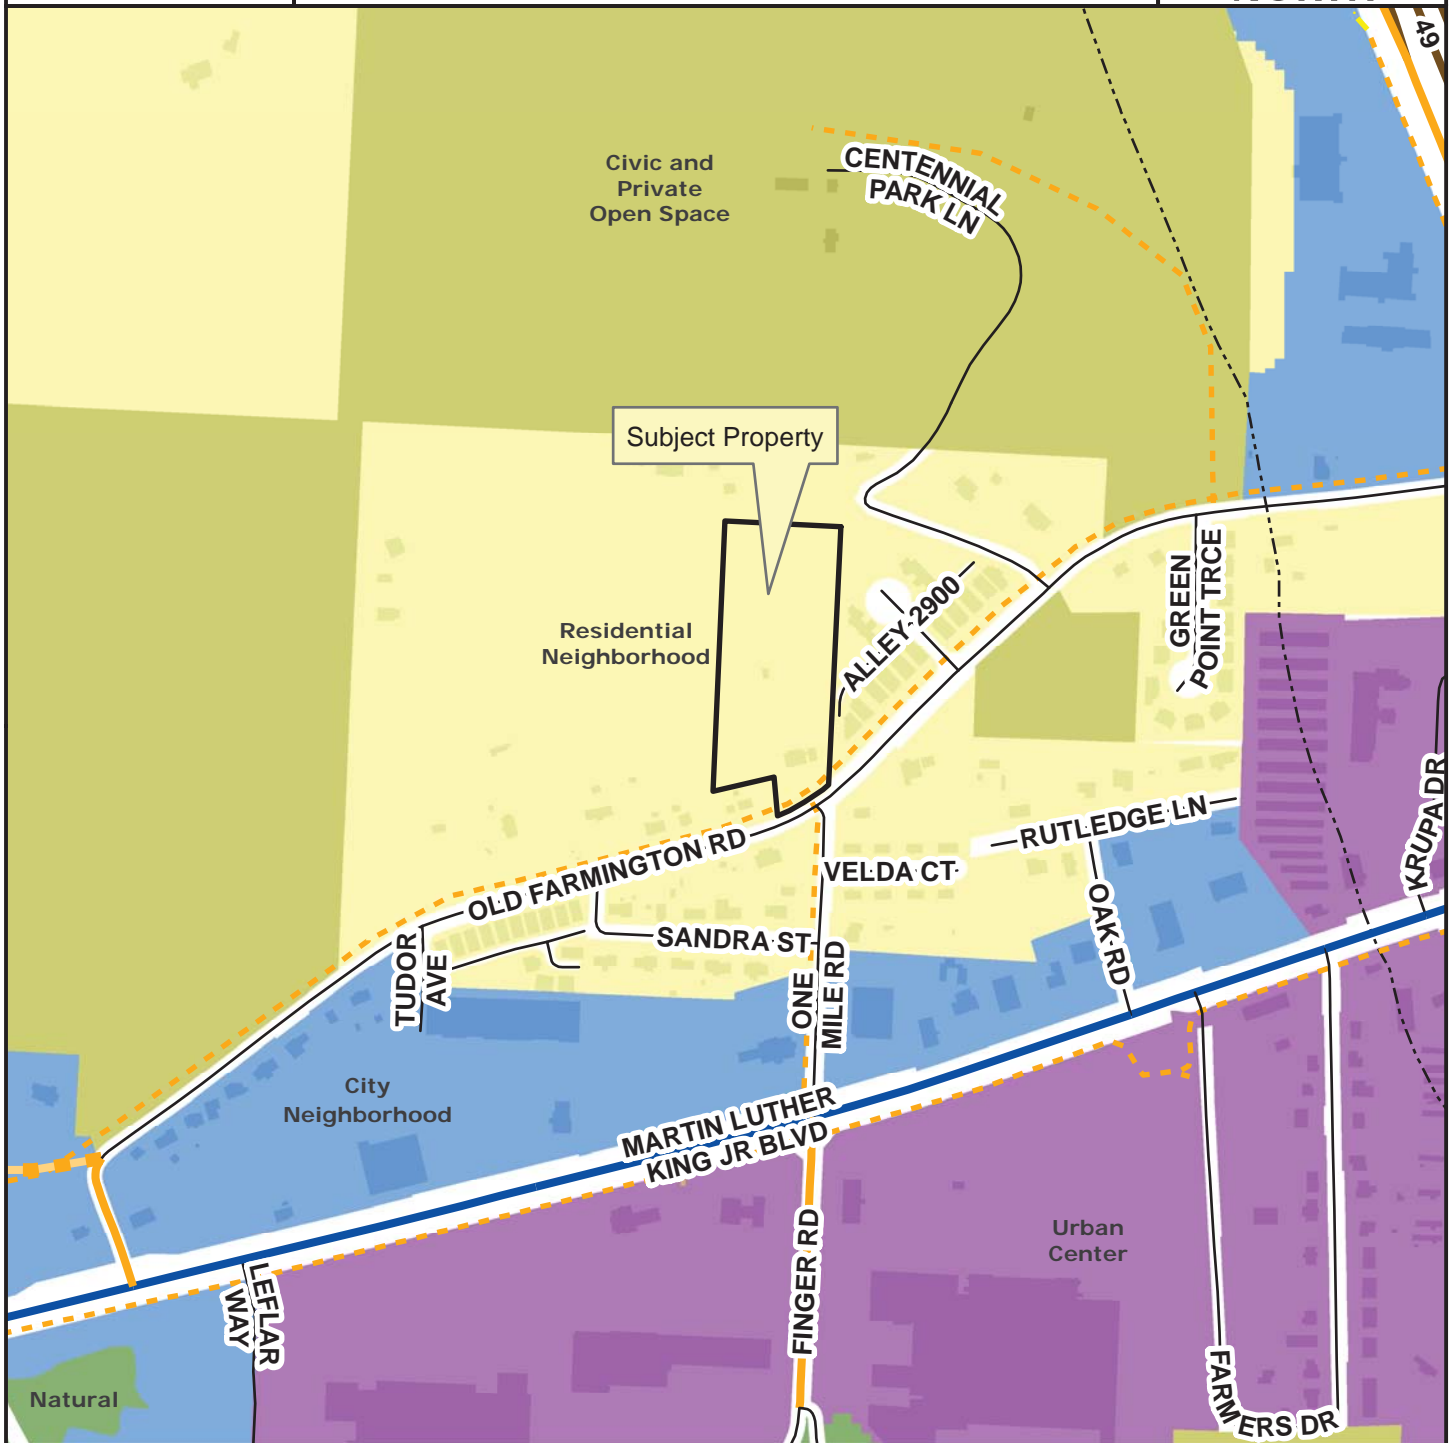 49
Civic and
Private
Open Space
CENTENNIAL
PARK LN
Subject Property
GREEN
POINT TRCE
ALLEY 2900
Residential
Neighborhood
KRUPA DR
RUTLEDGE LN
OLD FARMINGTON RD
VELDA CT
OAK RD
SANDRA ST
TUDOR
AVE
ONE
MILE RD
City
Neighborhood
MARTIN LUTHER
KING JR BLVD
FINGER RD
Urban
Center
LEFLAR
WAY
FARMERS DR
Natural